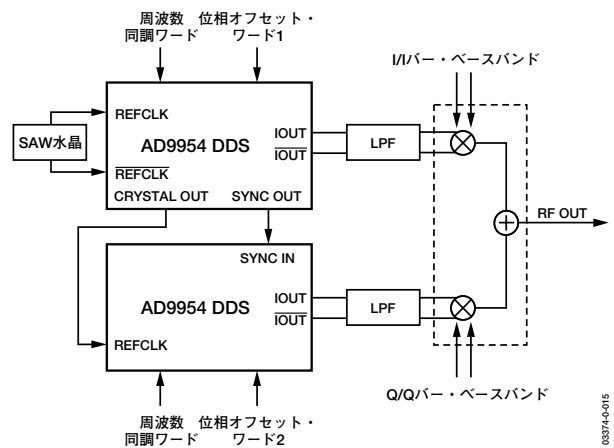 周波数
同調ワード
位相オフセット・
ワード1
I/Iバー・ベースバンド
REFCLK
SAW水晶
AD9954 DDS
IOUT
IOUT
LPF
REFCLK
CRYSTAL OUT
SYNC OUT
RF OUT
SYNC IN
AD9954 DDS
IOUT
IOUT
LPF
REFCLK
Q/Qバー・ベースバンド
周波数
同調ワード
位相オフセット・
ワード2
03374-0-015